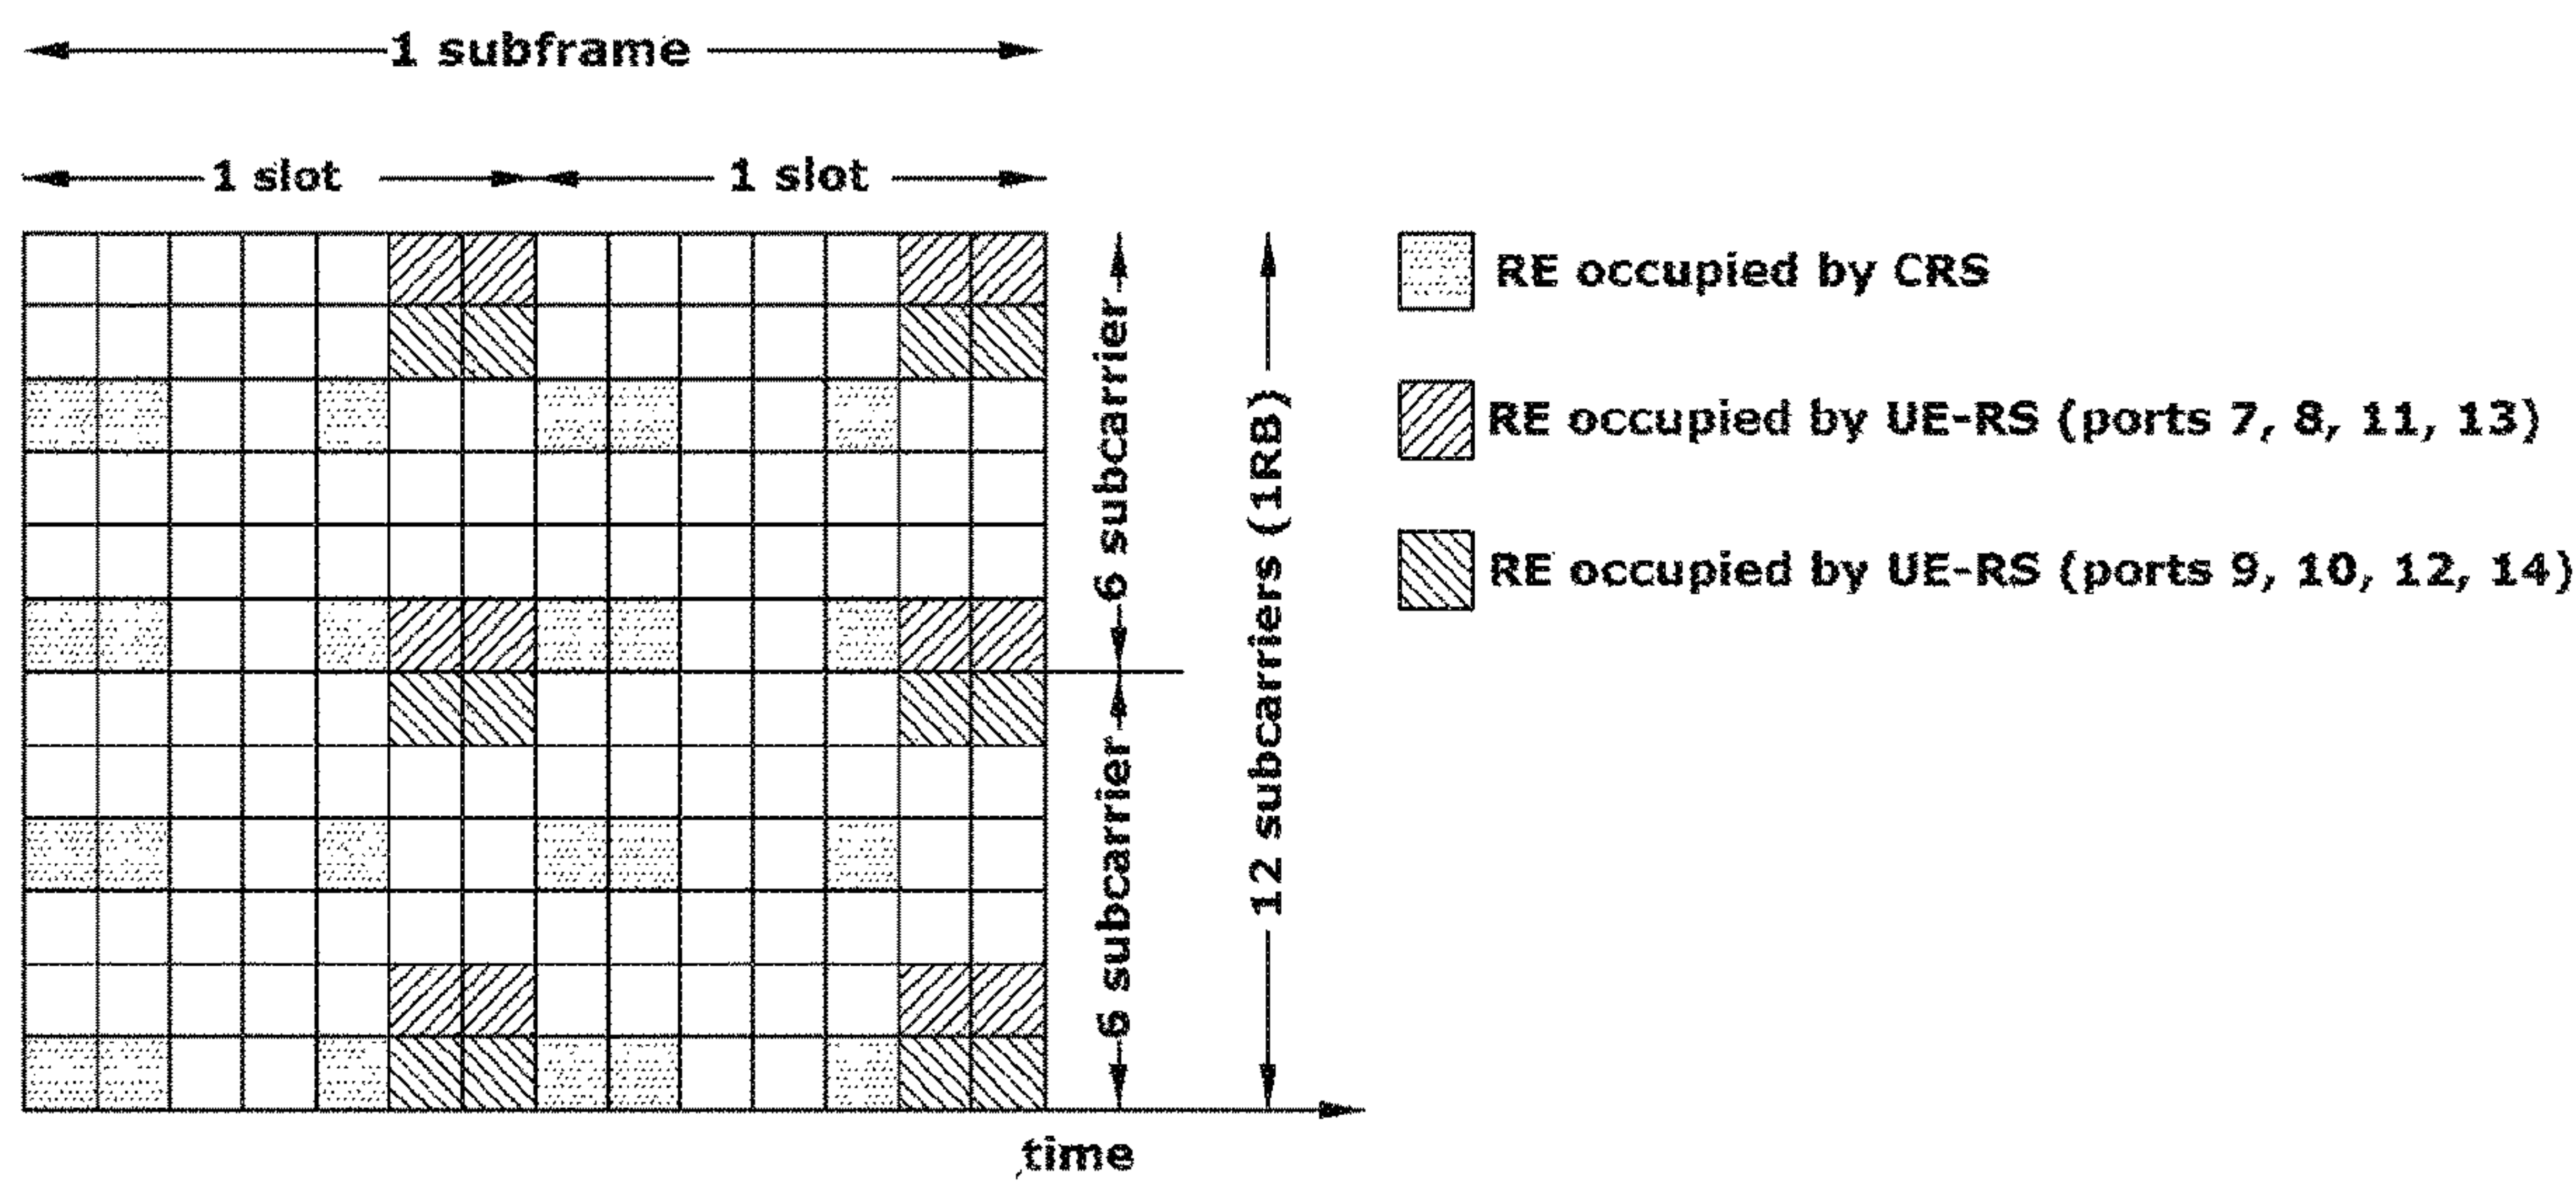 1 subframe
1 slot
1 slot
6 subcarrier
6 subcarrier
12 subcarriers (1RB)
RE occupied by CRS
RE occupied by UE-RS (ports 7, 8, 11, 13)
RE occupied by UE-RS (ports 9, 10, 12, 14)
time